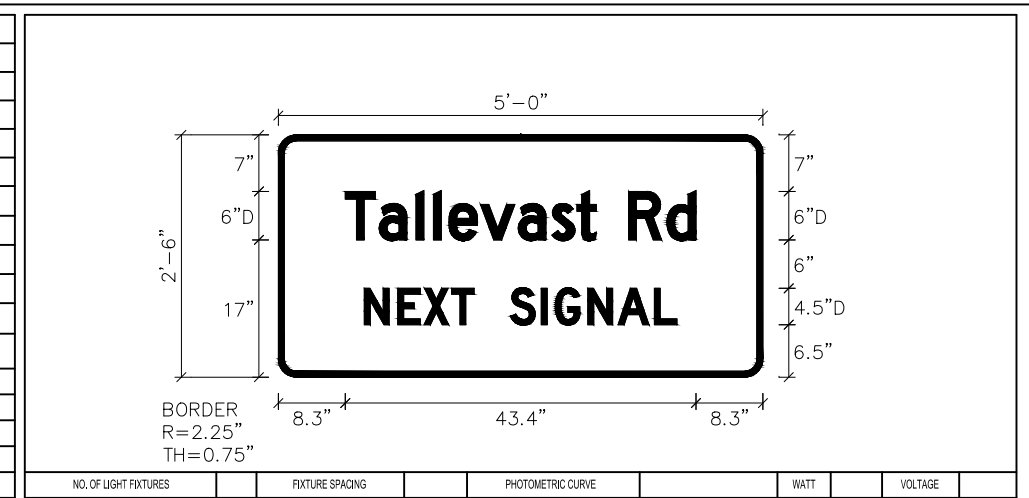 5'-0"
7"
7"
6"D
Tallevast Rd
6"D
2'-6"
6"
17"
NEXT SIGNAL
4.5"D
6.5"
8.3"
43.4"
8.3"
BORDER
R=2.25"
TH=0.75"
NO. OF LIGHT FIXTURES
FIXTURE SPACING
PHOTOMETRIC CURVE
WATT
VOLTAGE